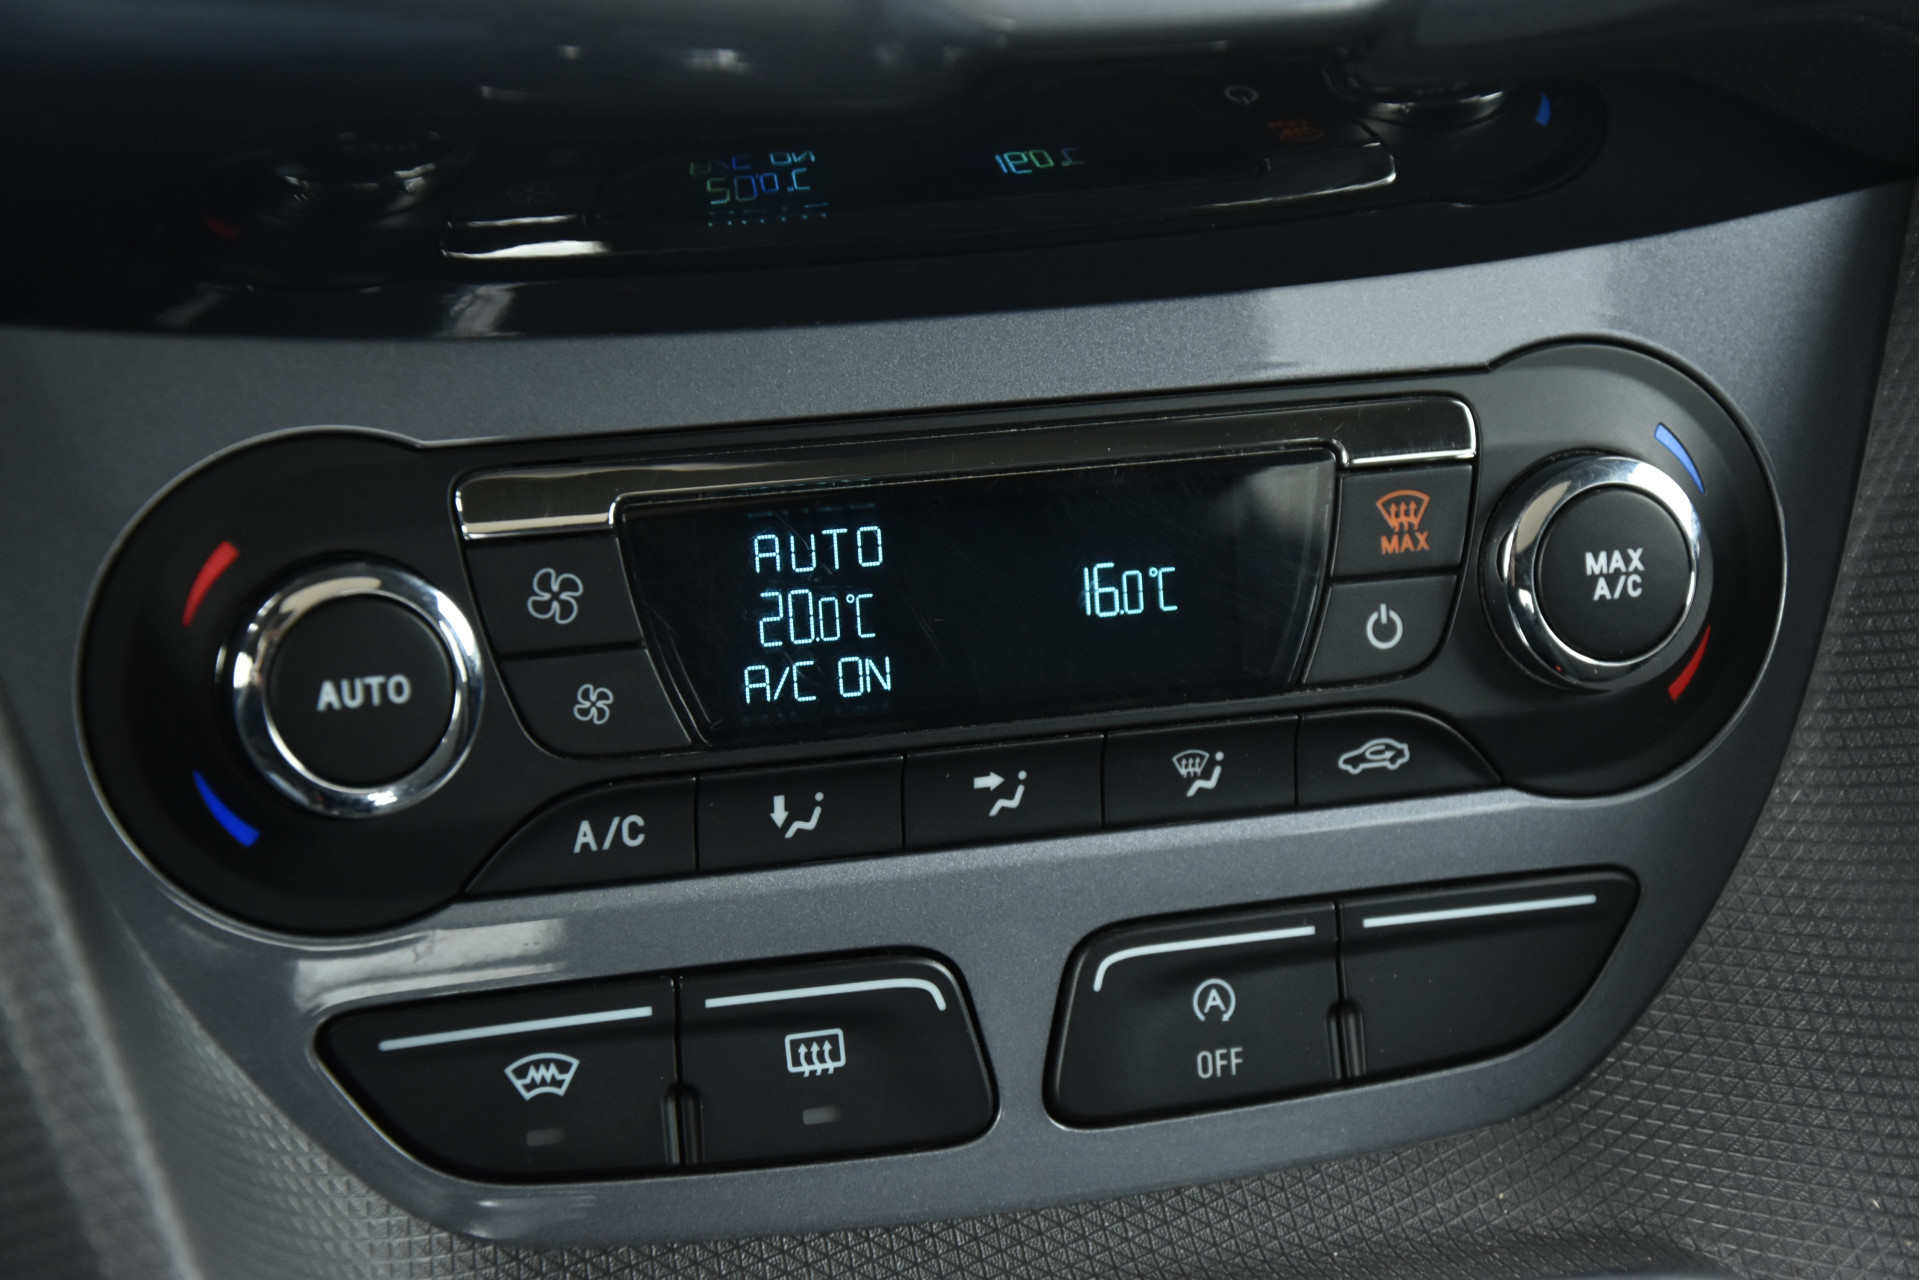 AUTO
20.0°C
A/C ON
16.0°C
MAX
MAX
A/C
AUTO
A/C
A
OFF